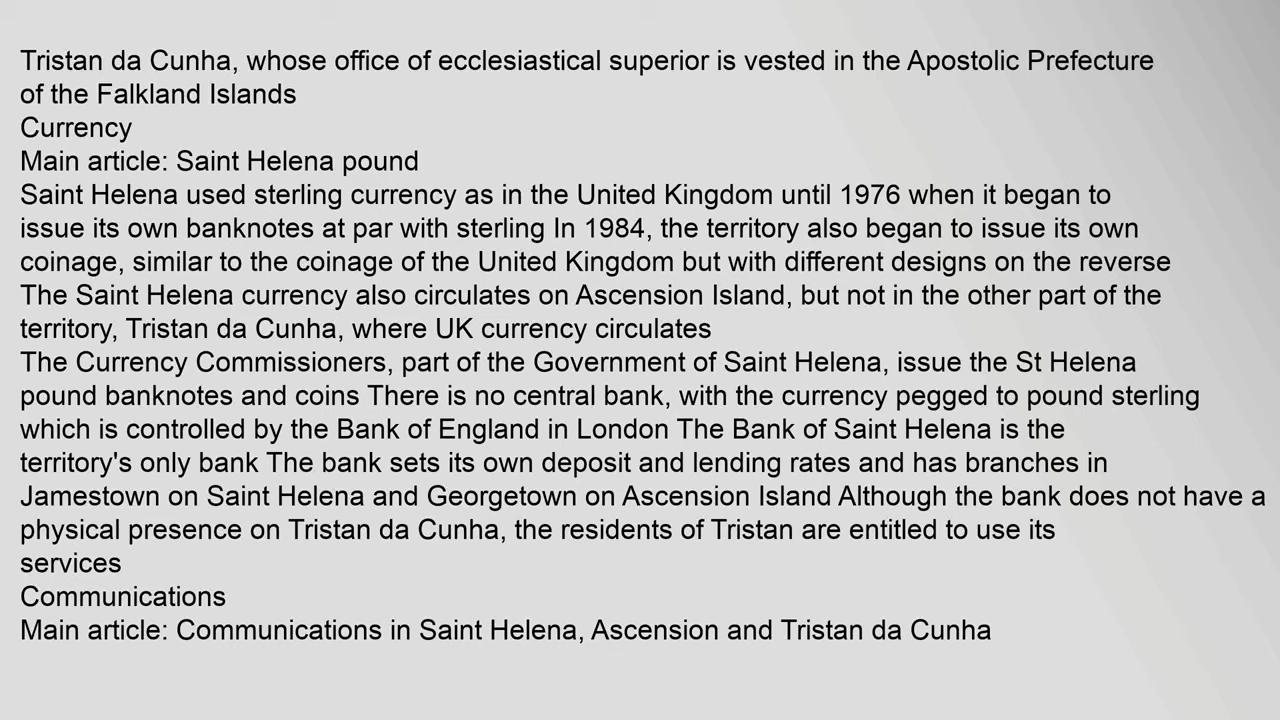 Tristan da Cunha, whose office of ecclesiastical superior is vested in the Apostolic Prefecture
of the Falkland Islands
Currency
Main article: Saint Helena pound
Saint Helena used sterling currency as in the United Kingdom until 1976 when it began to
issue its own banknotes at par with sterling In 1984, the territory also began to issue its own
coinage, similar to the coinage of the United Kingdom but with different designs on the reverse
The Saint Helena currency also circulates on Ascension Island, but not in the other part of the
territory, Tristan da Cunha, where UK currency circulates
The Currency Commissioners, part of the Government of Saint Helena, issue the St Helena
pound banknotes and coins There is no central bank, with the currency pegged to pound sterling
which is controlled by the Bank of England in London The Bank of Saint Helena is the
territory's only bank The bank sets its own deposit and lending rates and has branches in
Jamestown on Saint Helena and Georgetown on Ascension Island Although the bank does not have a
physical presence on Tristan da Cunha, the residents of Tristan are entitled to use its
services
Communications
Main article: Communications in Saint Helena, Ascension and Tristan da Cunha